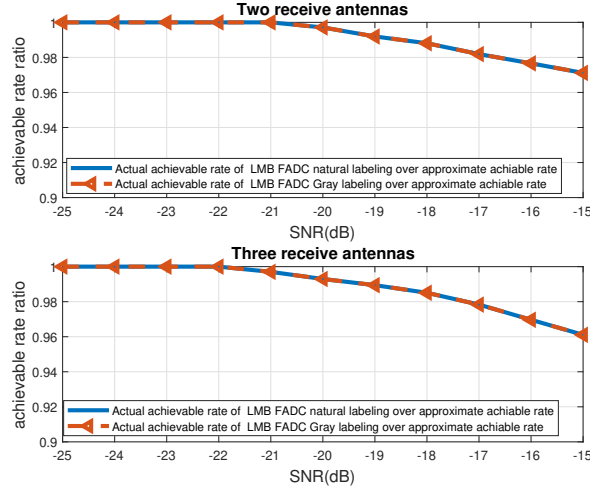 Two receive antennas
1
0.98
0.96
0.94
0.92
0.9
achievable rate ratio
Actual achievable rate of LMB FADC natural labeling over approximate achiable rate
Actual achievable rate of LMB FADC Gray labeling over approximate achiable rate
-25 -24 -23 -22 -21 -20 -19 -18 -17 -16 -15
SNR(dB)
Three receive antennas
1
0.98
0.96
0.94
0.92
0.9
achievable rate ratio
Actual achievable rate of LMB FADC natural labeling over approximate achiable rate
Actual achievable rate of LMB FADC Gray labeling over approximate achiable rate
-25 -24 -23 -22 -21 -20 -19 -18 -17 -16 -15
SNR(dB)